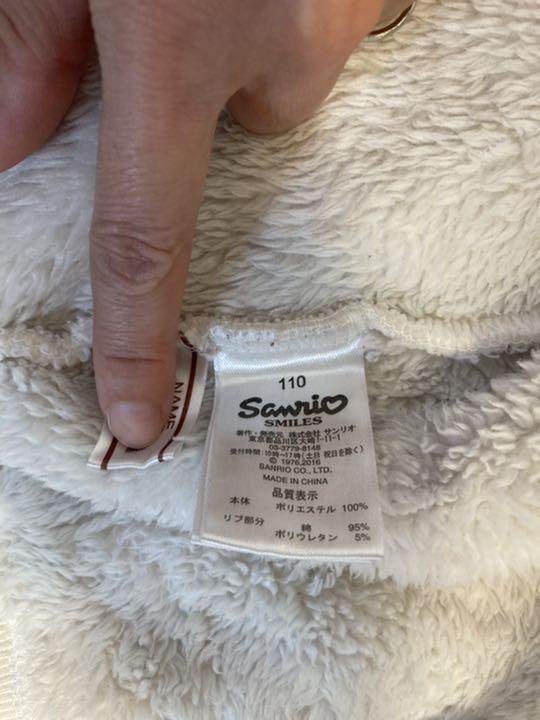 NAME
110
Sanrio
SMILES
著作・発売元 株式会社 サンリオ
東京都品川区大崎1-11-1
03-3779-8148
受付時間:10時〜17時(土日 祝日を除く)
© 1976,2016
SANRIO CO., LTD.
MADE IN CHINA
品質表示
本体 ポリエステル 100%
リブ部分 綿 95%
ポリウレタン 5%